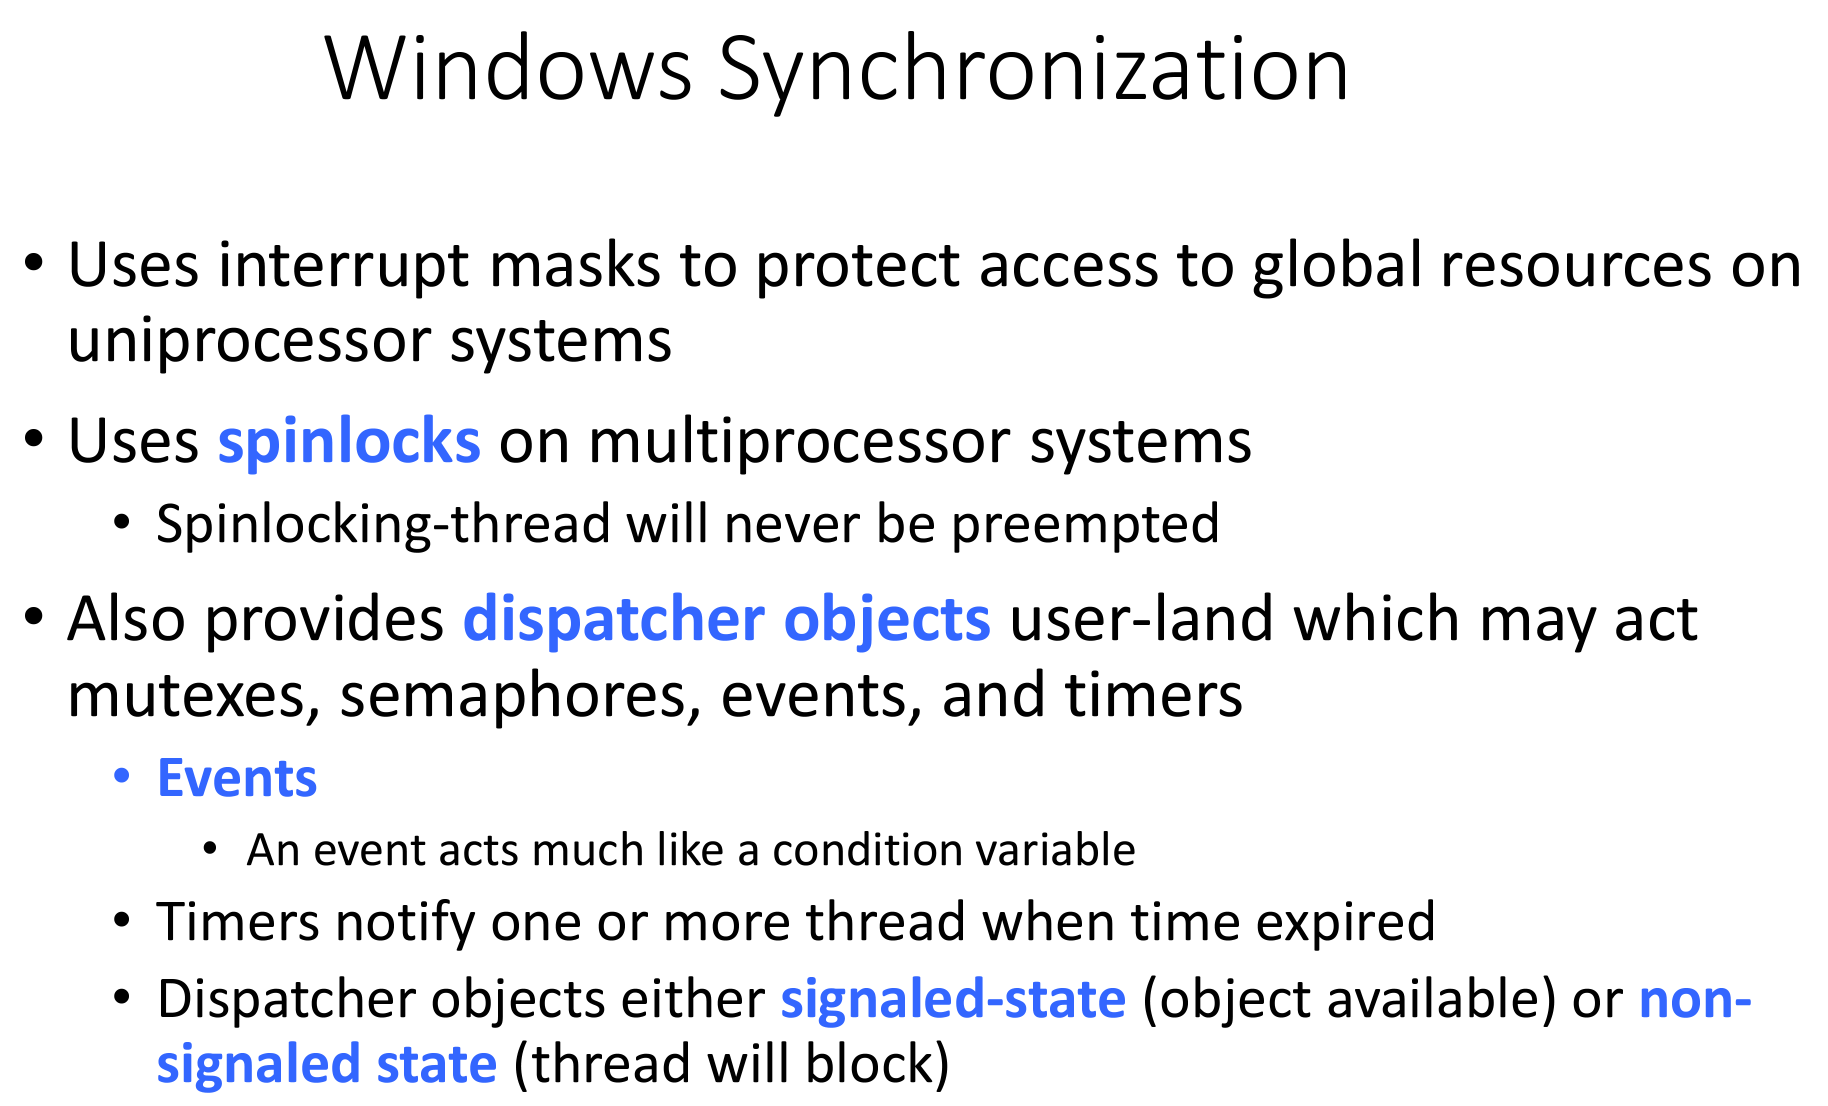 Windows Synchronization
• Uses interrupt masks to protect access to global resources on
uniprocessor systems
• Uses spinlocks on multiprocessor systems
• Spinlocking-thread will never be preempted
• Also provides dispatcher objects user-land which may act
mutexes, semaphores, events, and timers
• Events
• An event acts much like a condition variable
• Timers notify one or more thread when time expired
• Dispatcher objects either signaled-state (object available) or non-
signaled state (thread will block)